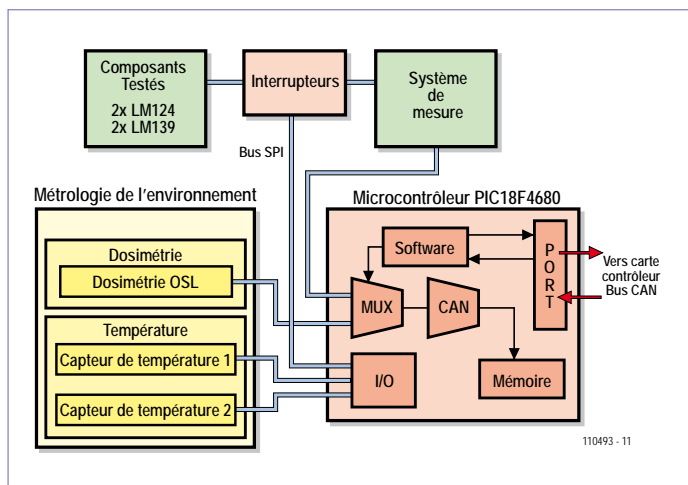 Composants
Testés
2x LM124
2x LM139
Interrupteurs
Système
de
mesure
Bus SPI
Métrologie de l'environnement
Dosimétrie
Dosimétrie OSL
Température
Capteur de température 1
Capteur de température 2
Microcontrôleur PIC18F4680
Software
PORT
MUX
CAN
I/O
Mémoire
Vers carte
contrôleur
Bus CAN
110493 - 11